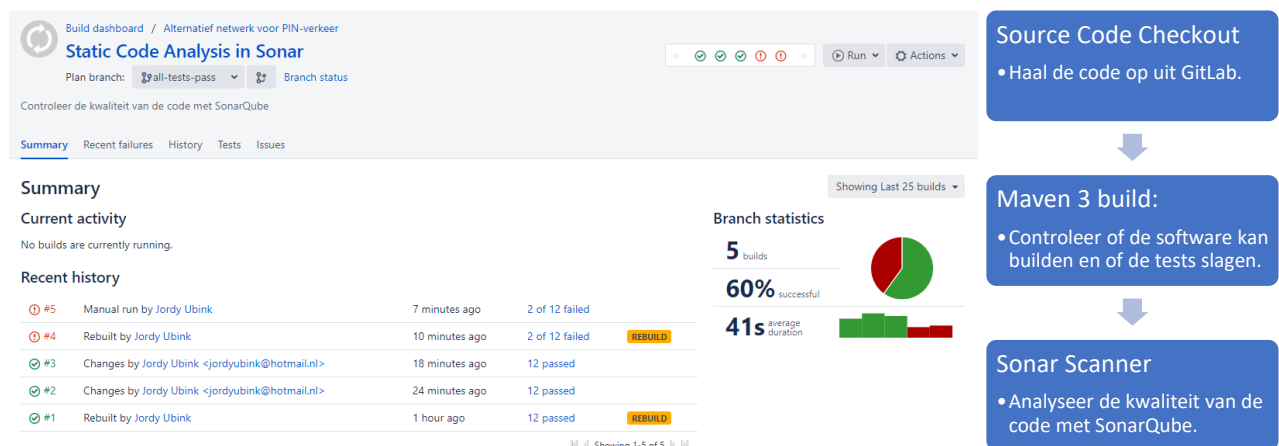 Build dashboard / Alternatief netwerk voor PIN-verkeer
Static Code Analysis in Sonar
Plan branch: all-tests-pass Branch status
Run Actions
Controleer de kwaliteit van de code met SonarQube
Summary Recent failures History Tests Issues
Summary
Showing Last 25 builds
Current activity
No builds are currently running.
Recent history
#5 Manual run by Jordy Ubink 7 minutes ago 2 of 12 failed
#4 Rebuilt by Jordy Ubink 10 minutes ago 2 of 12 failed REBUILD
#3 Changes by Jordy Ubink <jordyubink@hotmail.nl> 18 minutes ago 12 passed
#2 Changes by Jordy Ubink <jordyubink@hotmail.nl> 24 minutes ago 12 passed
#1 Rebuilt by Jordy Ubink 1 hour ago 12 passed REBUILD
Showing 1-5 of 5
Branch statistics
5 builds
60% successful
41s average duration
Source Code Checkout
•Haal de code op uit GitLab.
Maven 3 build:
•Controleer of de software kan
builden en of de tests slagen.
Sonar Scanner
•Analyseer de kwaliteit van de
code met SonarQube.